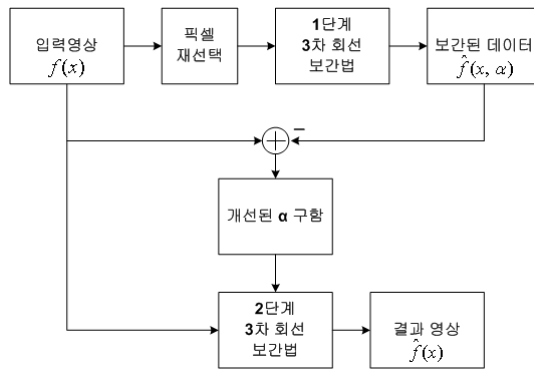 입력영상
f(x)
픽셀
재선택
1단계
3차 회선
보간법
보간된 데이터
f̂(x, α)
−
개선된 α 구함
2단계
3차 회선
보간법
결과 영상
f̂(x)